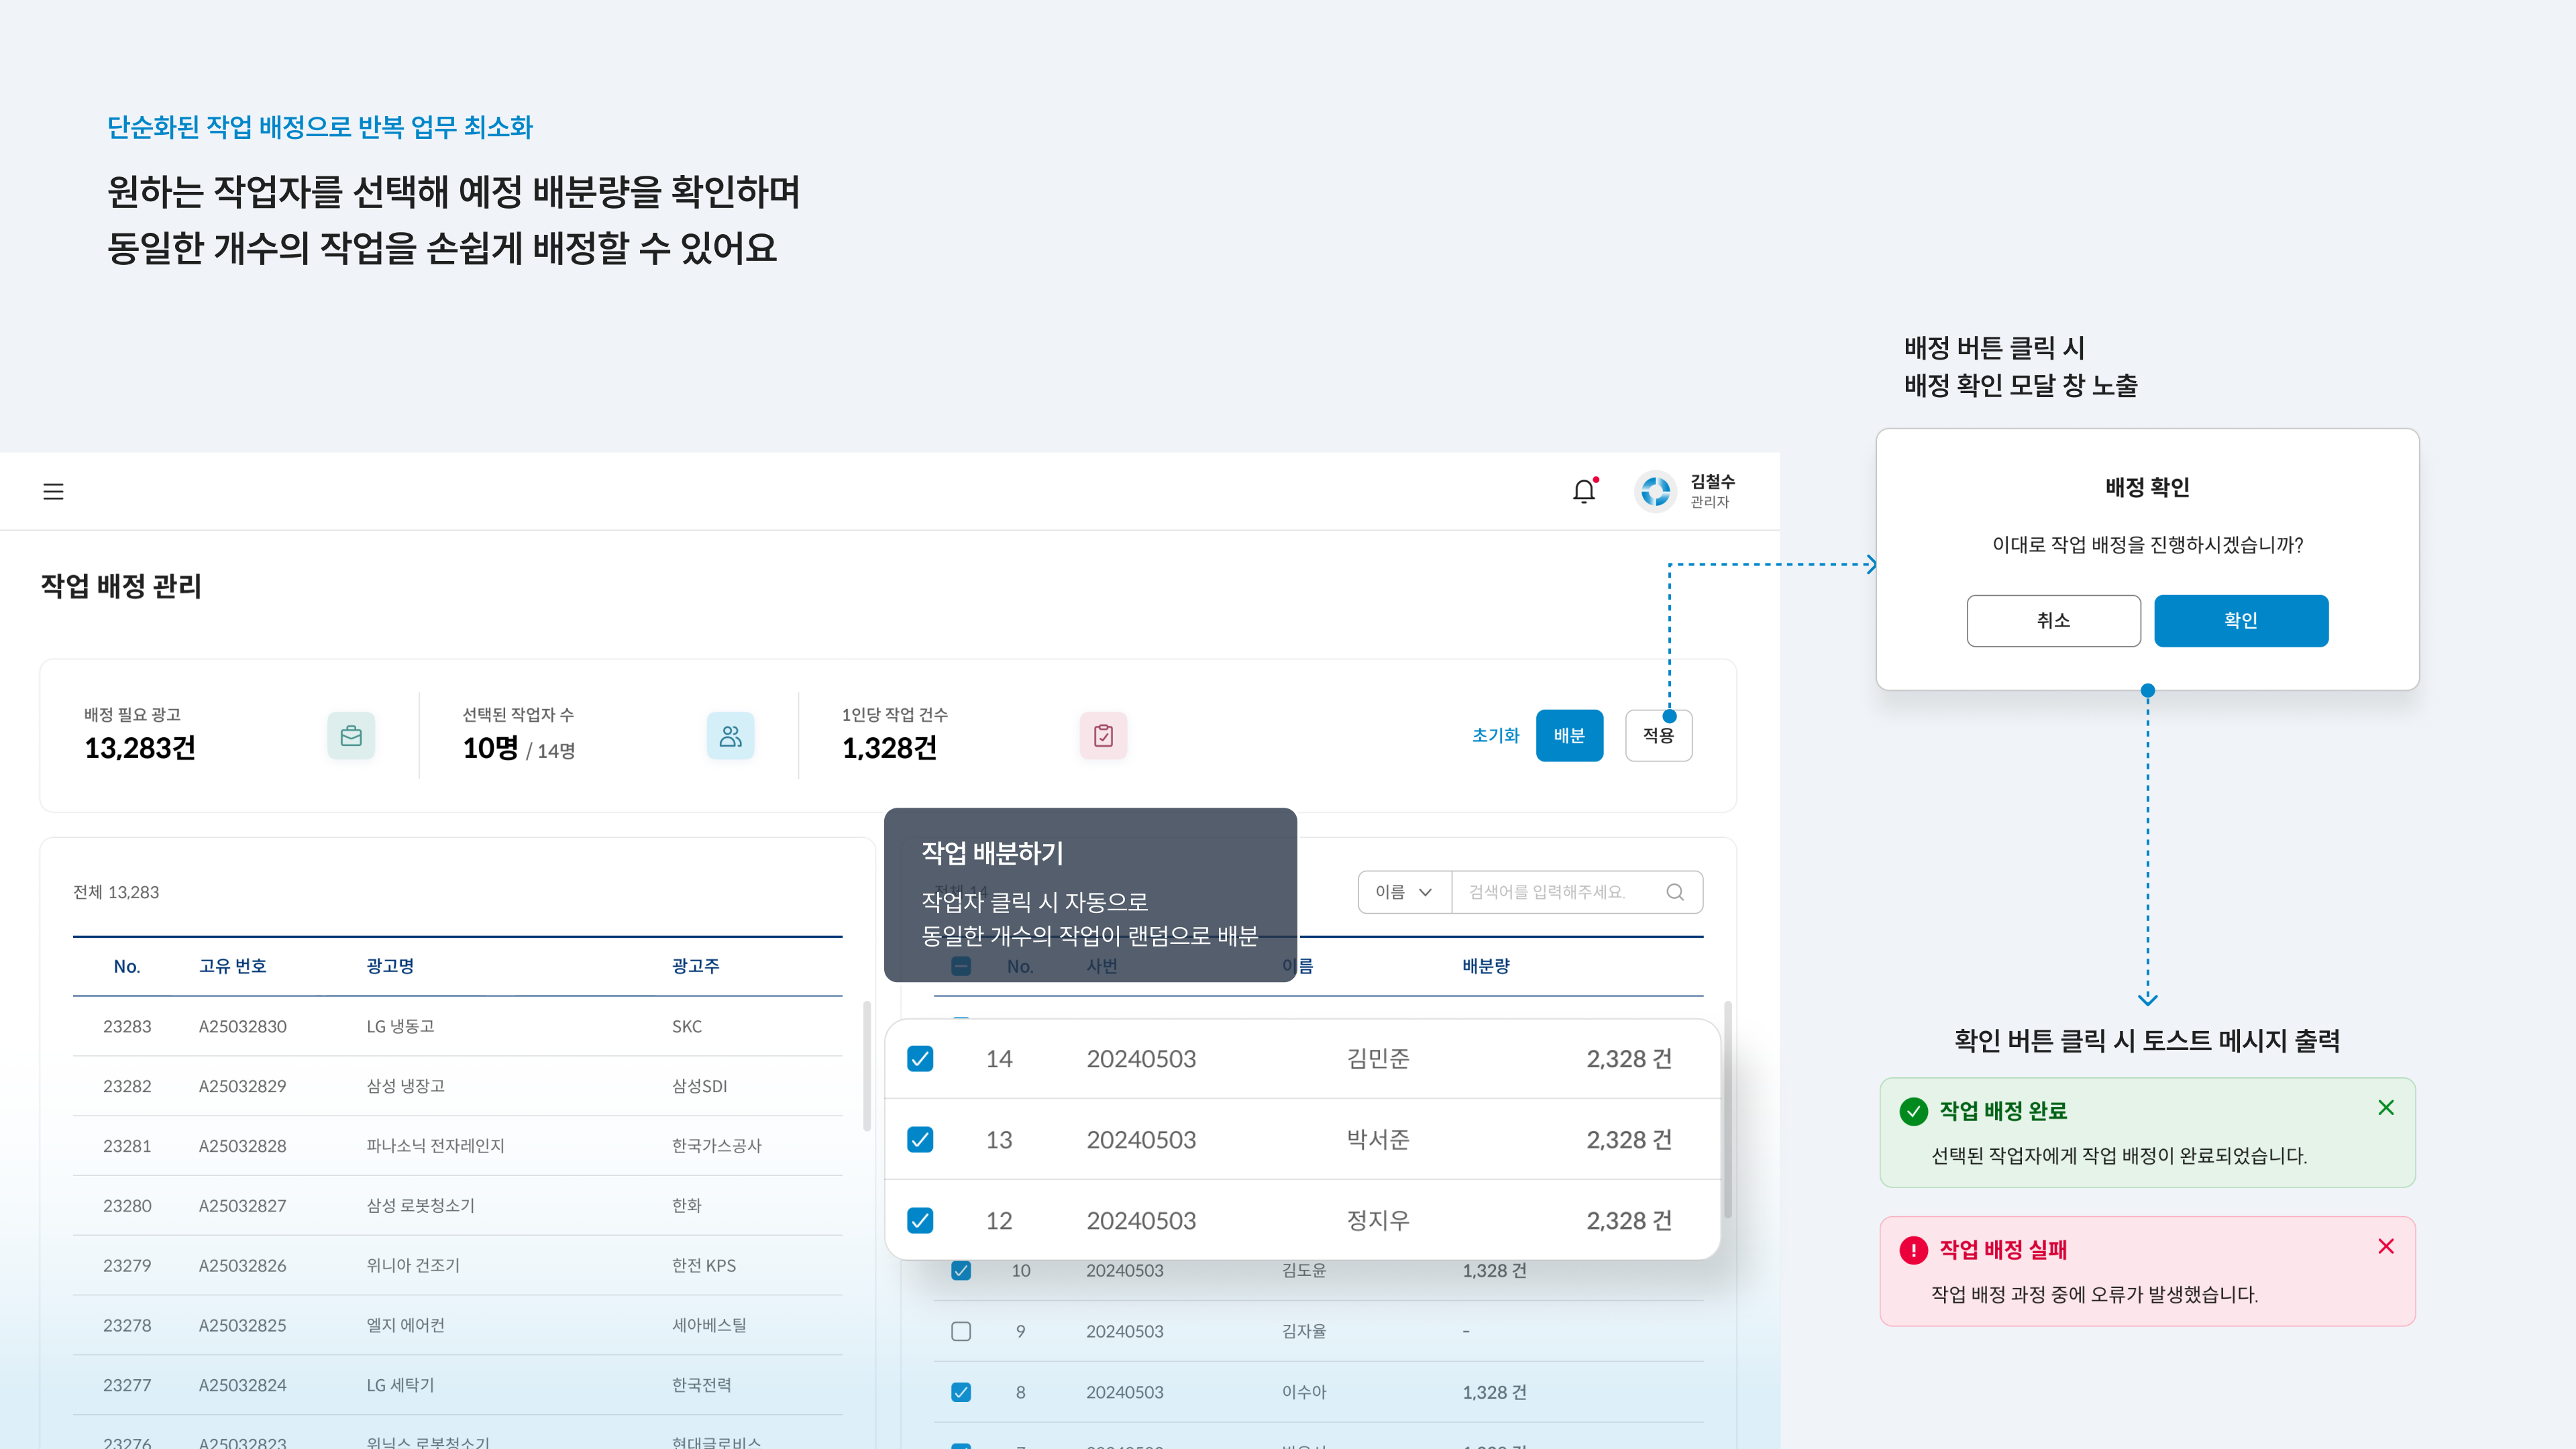 단순화된 작업 배정으로 반복 업무 최소화
원하는 작업자를 선택해 예정 배분량을 확인하며
동일한 개수의 작업을 손쉽게 배정할 수 있어요
배정 버튼 클릭 시
배정 확인 모달 창 노출
김철수
관리자
작업 배정 관리
배정 필요 광고
13,283건
선택된 작업자 수
10명 / 14명
1인당 작업 건수
1,328건
초기화
배분
적용
배정 확인
이대로 작업 배정을 진행하시겠습니까?
취소
확인
전체 13,283
No. 고유 번호 광고명 광고주
23283 A25032830 LG 냉동고 SKC
23282 A25032829 삼성 냉장고 삼성SDI
23281 A25032828 파나소닉 전자레인지 한국가스공사
23280 A25032827 삼성 로봇청소기 한화
23279 A25032826 위니아 건조기 한전 KPS
23278 A25032825 엘지 에어컨 세아베스틸
23277 A25032824 LG 세탁기 한국전력
23276 A25032823 위닉스 로봇청소기 현대글로비스
작업 배분하기
전체 14
작업자 클릭 시 자동으로
동일한 개수의 작업이 랜덤으로 배분
이름
검색어를 입력해주세요.
No. 사번 이름 배분량
14 20240503 김민준 2,328 건
13 20240503 박서준 2,328 건
12 20240503 정지우 2,328 건
10 20240503 김도윤 1,328 건
9 20240503 김자율 -
8 20240503 이수아 1,328 건
확인 버튼 클릭 시 토스트 메시지 출력
작업 배정 완료
선택된 작업자에게 작업 배정이 완료되었습니다.
작업 배정 실패
작업 배정 과정 중에 오류가 발생했습니다.